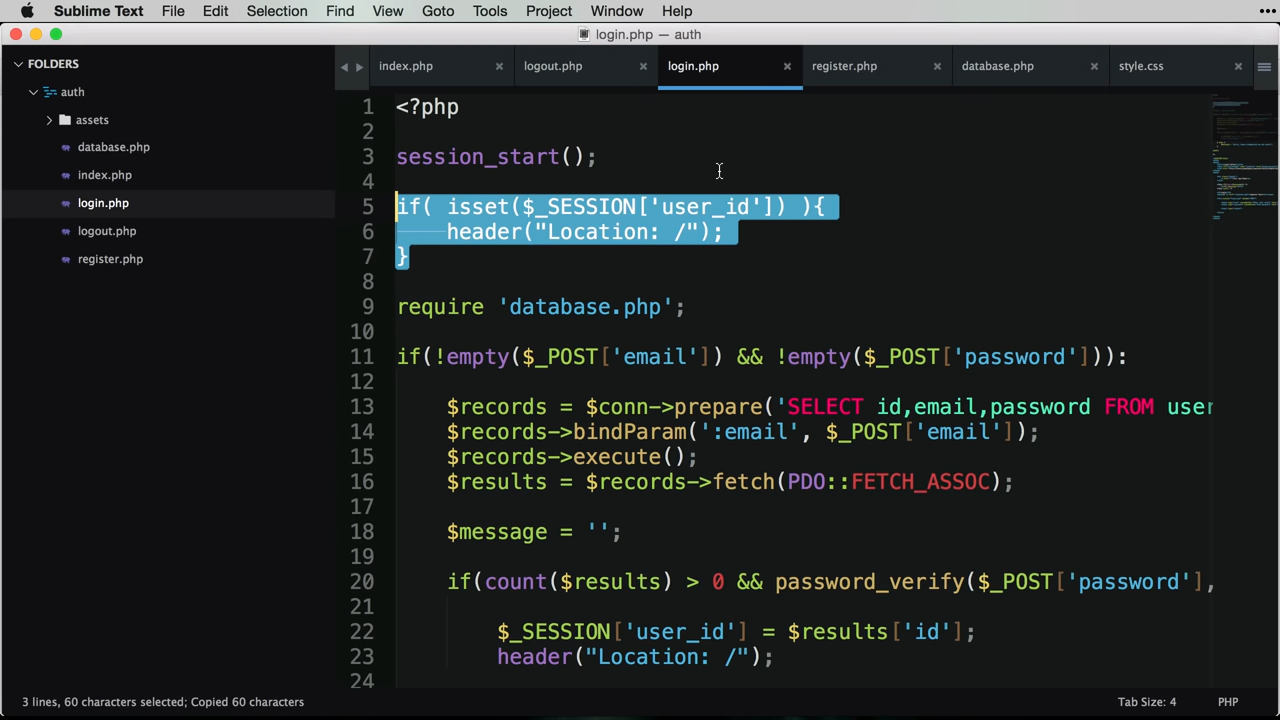 Sublime Text File Edit Selection Find View Goto Tools Project Window Help
login.php — auth
FOLDERS
auth
assets
database.php
index.php
login.php
logout.php
register.php
index.php logout.php login.php register.php database.php style.css
1 <?php
2
3 session_start();
4
5 if( isset($_SESSION['user_id']) ){
6 header("Location: /");
7 }
8
9 require 'database.php';
10
11 if(!empty($_POST['email']) && !empty($_POST['password'])):
12
13 $records = $conn->prepare('SELECT id,email,password FROM user
14 $records->bindParam(':email', $_POST['email']);
15 $records->execute();
16 $results = $records->fetch(PDO::FETCH_ASSOC);
17
18 $message = '';
19
20 if(count($results) > 0 && password_verify($_POST['password'],
21
22 $_SESSION['user_id'] = $results['id'];
23 header("Location: /");
24
3 lines, 60 characters selected; Copied 60 characters Tab Size: 4 PHP